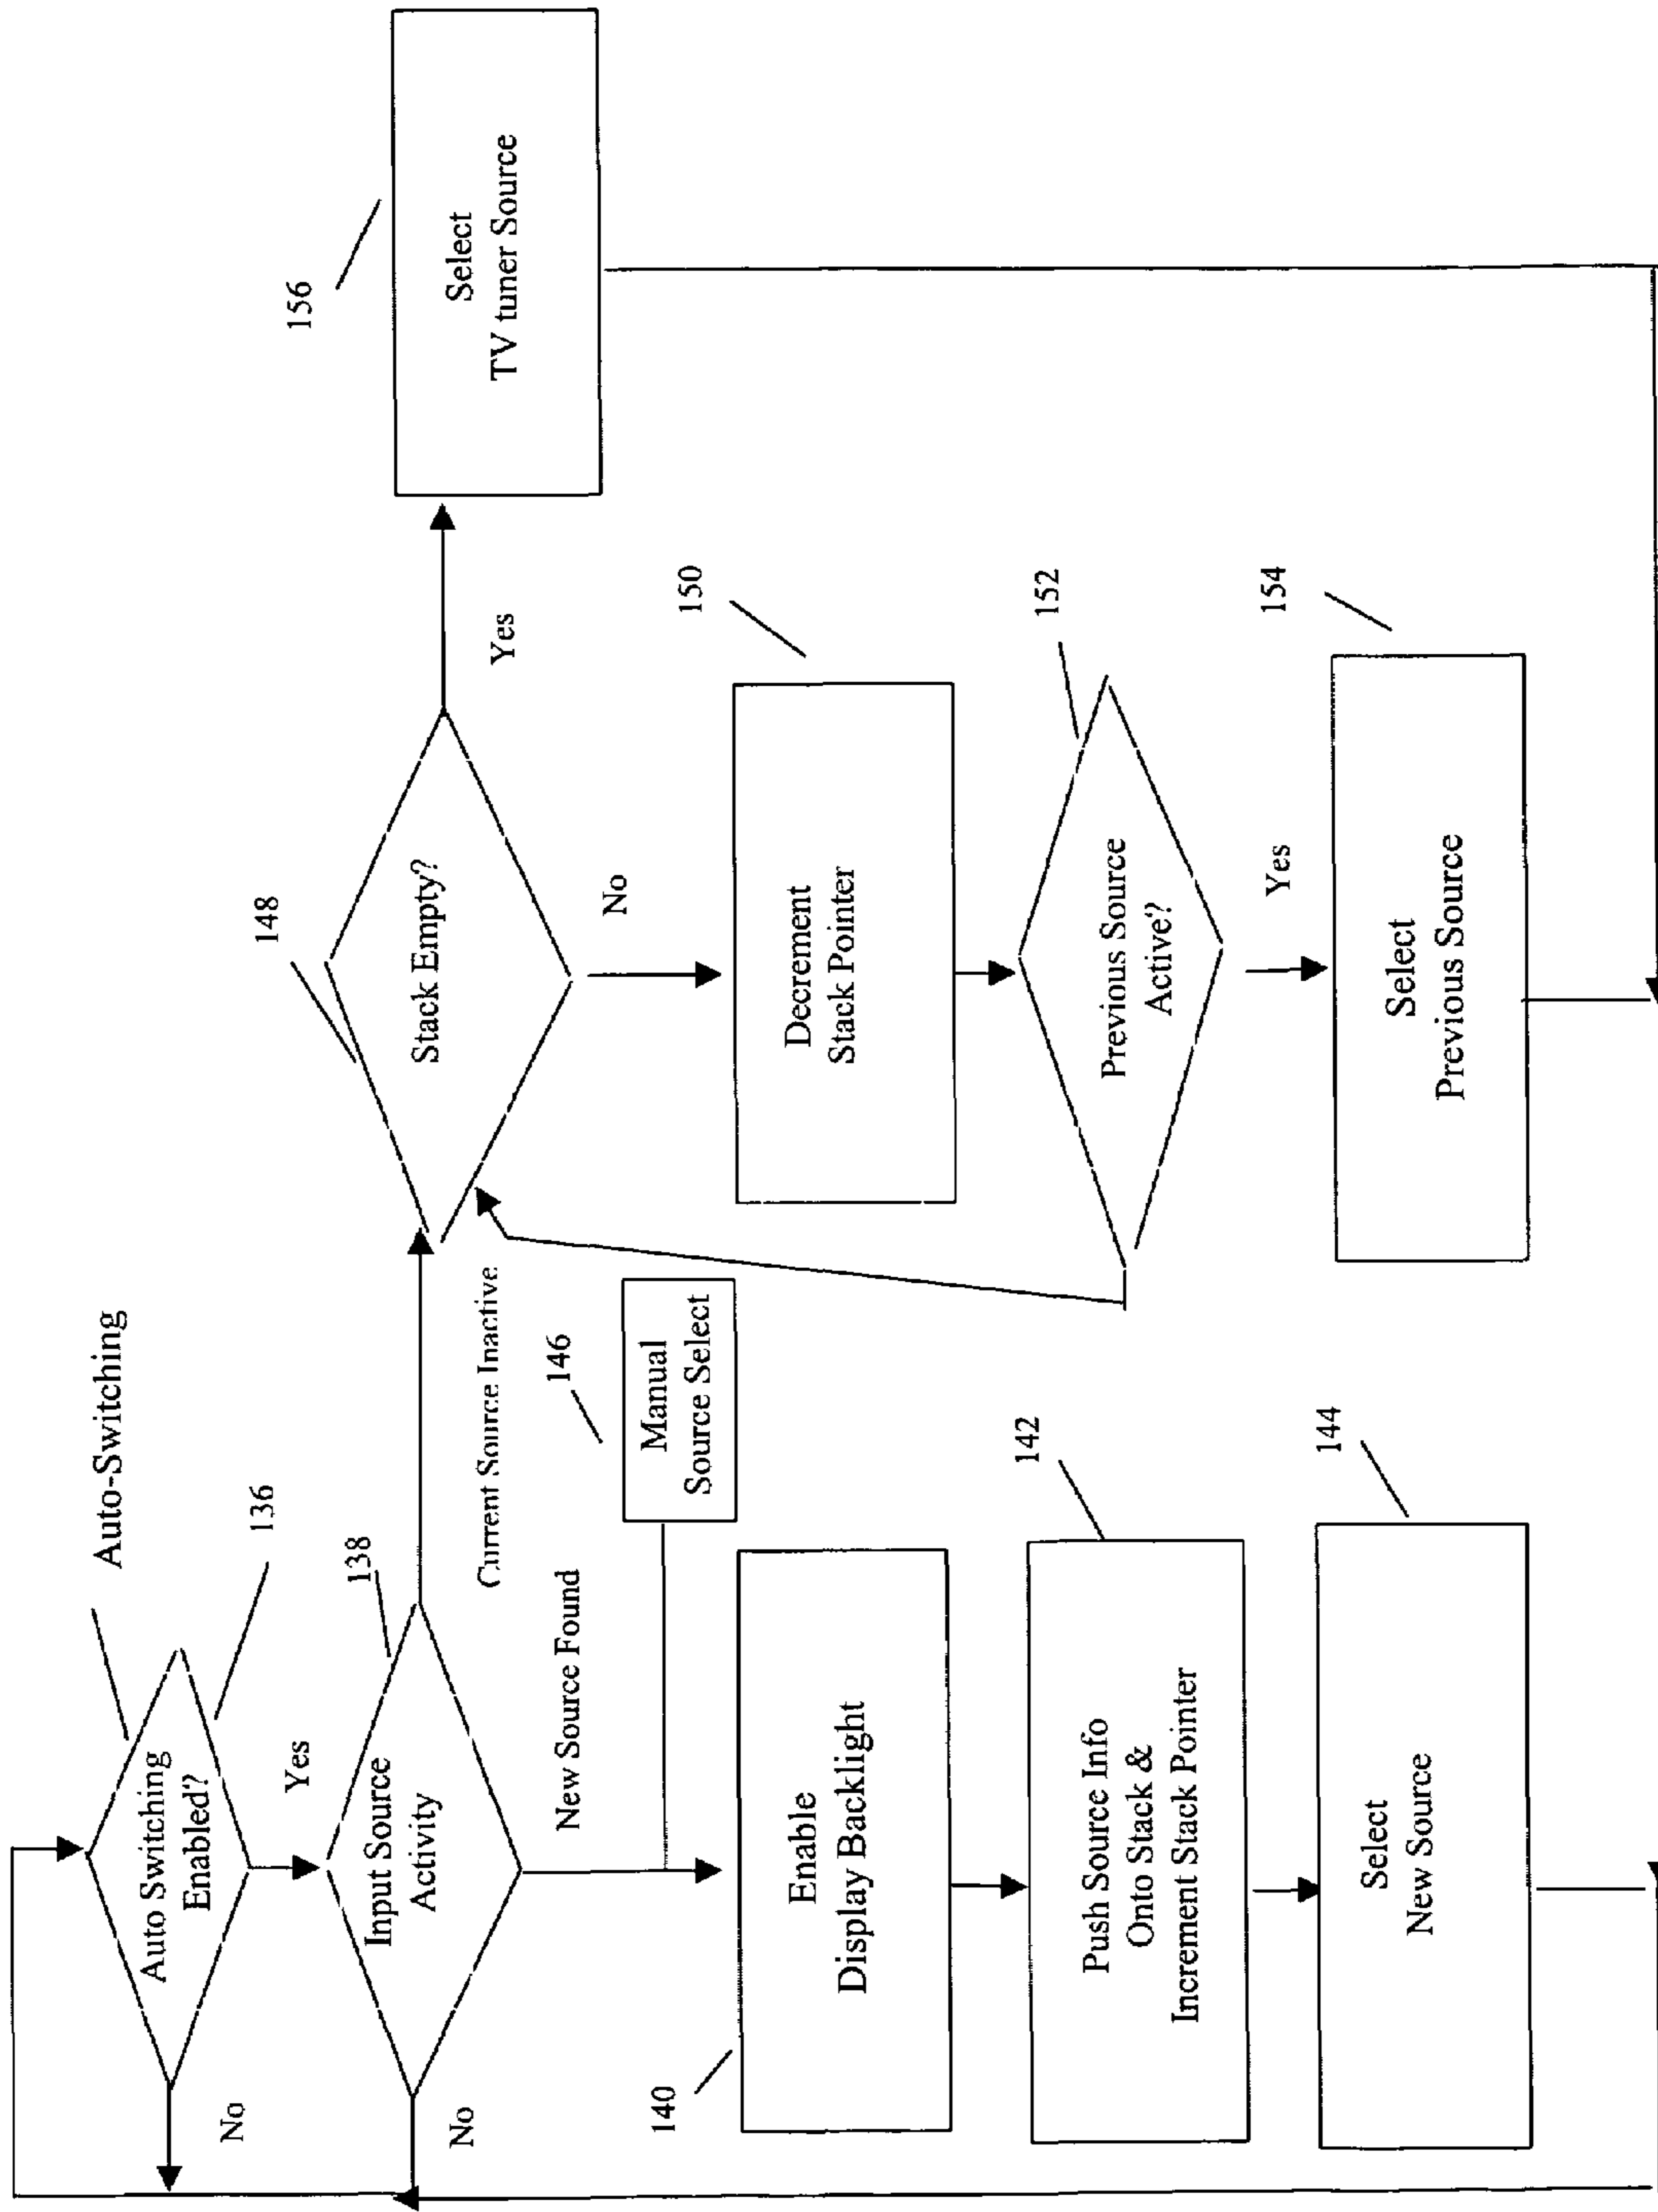 Auto-Switching
Auto Switching
Enabled?
136
No
Yes
Input Source
Activity
138
No
Current Source Inactive
New Source Found
146
Manual
Source Select
140
Enable
Display Backlight
142
Push Source Info
Onto Stack &
Increment Stack Pointer
144
Select
New Source
148
Stack Empty?
Yes
No
156
Select
TV tuner Source
150
Decrement
Stack Pointer
152
Previous Source
Active?
Yes
154
Select
Previous Source